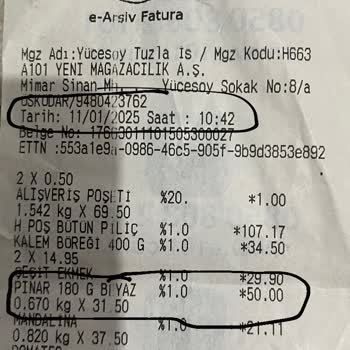 e-Arşiv Fatura
Mgz Adı:Yücesoy Tuzla İs / Mgz Kodu:H663
A101 YENİ MAĞAZACILIK A.Ş.
Mimar Sinan Mh. Yücesoy Sokak No:8/a
ÜSKÜDAR/9480423762
Tarih: 11/01/2025 Saat : 10:42
Belge No:
ETTN :553a1e9a-0986-46c5-905f-9b9d3853e892
2 X 0.50
ALIŞVERİŞ POŞETİ %20. *1.00
1.542 kg X 69.50
H POŞ BÜTÜN PİLİÇ %1.0 *107.17
KALEM BÖREĞİ 400 G %1.0 *34.50
2 X 14.95
ÇEŞİT EKMEK %1.0 *29.90
PINAR 180 G BEYAZ %1.0 *50.00
0.670 kg X 31.50
MANDALİNA %1.0 *21.11
0.820 kg X 37.50
DOMATES